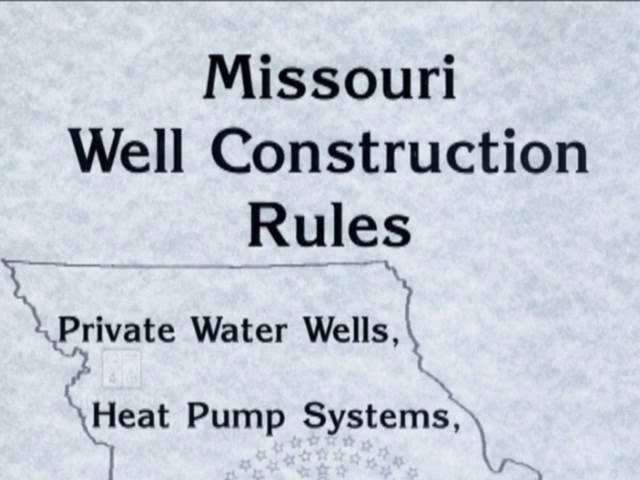 Missouri
Well Construction
Rules
Private Water Wells,
Heat Pump Systems,